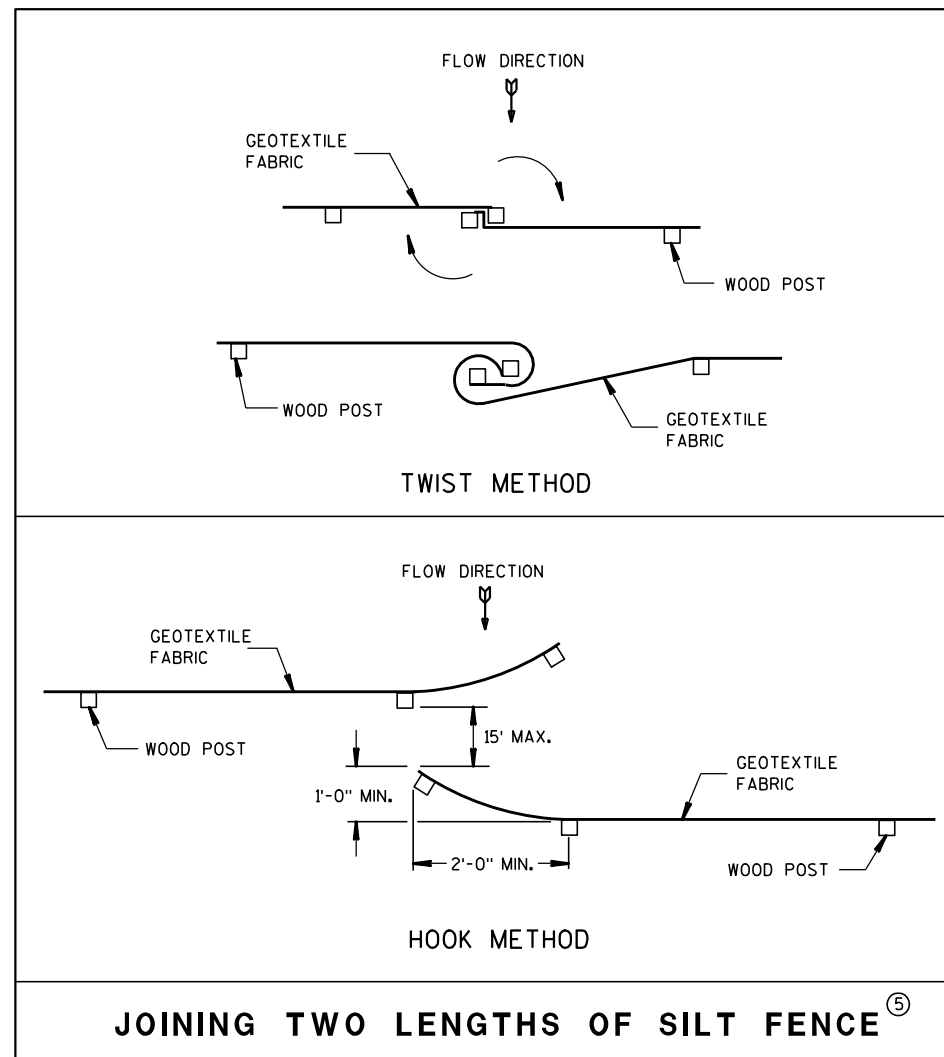 FLOW DIRECTION
GEOTEXTILE
FABRIC
WOOD POST
WOOD POST
GEOTEXTILE
FABRIC
TWIST METHOD
FLOW DIRECTION
GEOTEXTILE
FABRIC
WOOD POST
15' MAX.
1'-0" MIN.
GEOTEXTILE
FABRIC
2'-0" MIN.
WOOD POST
HOOK METHOD
JOINING TWO LENGTHS OF SILT FENCE ⑤